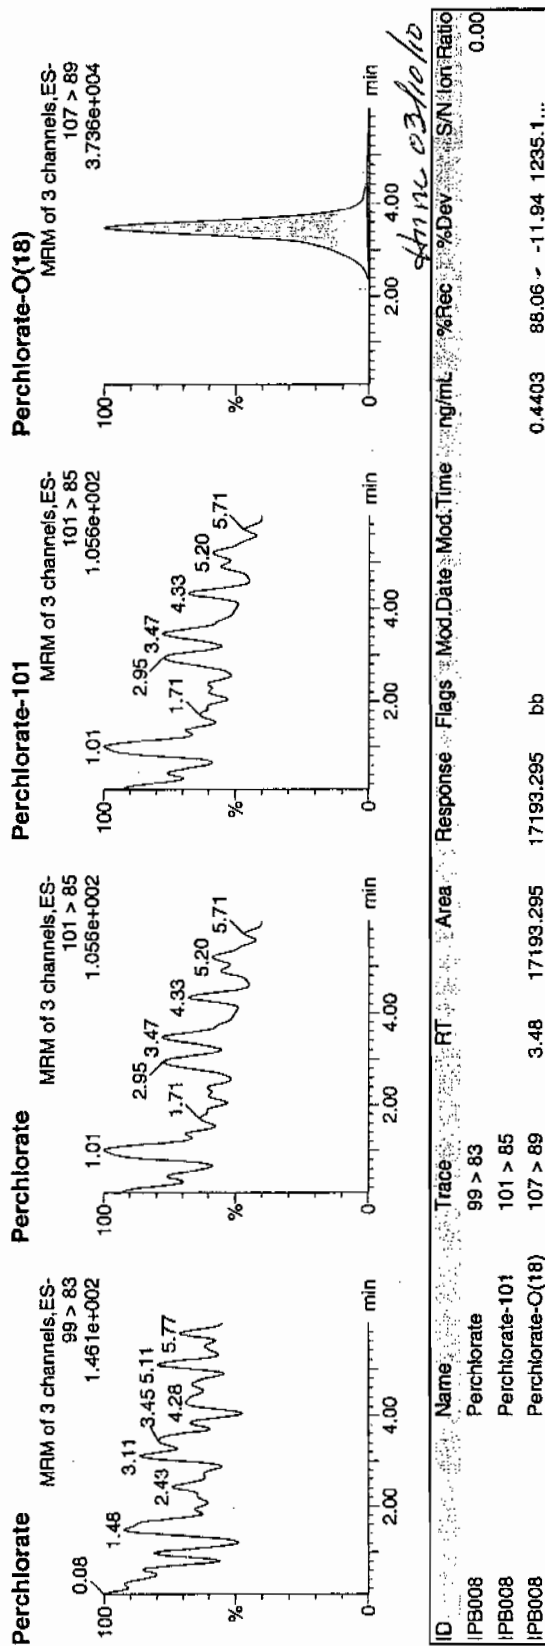 Perchlorate
MRM of 3 channels,ES-
99 > 83
1.461e+002
100
%
0
0.08
1.48
2.43
3.11
3.45
4.28
5.11
5.77
2.00
4.00
min
Perchlorate
MRM of 3 channels,ES-
101 > 85
1.056e+002
100
%
0
1.01
1.71
2.95
3.47
4.33
5.20
5.71
2.00
4.00
min
Perchlorate-101
MRM of 3 channels,ES-
101 > 85
1.056e+002
100
%
0
1.01
1.71
2.95
3.47
4.33
5.20
5.71
2.00
4.00
min
Perchlorate-O(18)
MRM of 3 channels,ES-
107 > 89
3.736e+004
100
%
0
2.00
4.00
min
03/10/10
ID Name Trace RT Area Response Flags Mod.Date Mod.Time ng/mL %Rec %Dev S/N Ion Ratio
IPB008 Perchlorate 99 > 83 0.00
IPB008 Perchlorate-101 101 > 85
IPB008 Perchlorate-O(18) 107 > 89 3.48 17193.295 17193.295 bb 0.4403 88.06 -11.94 1235.1...